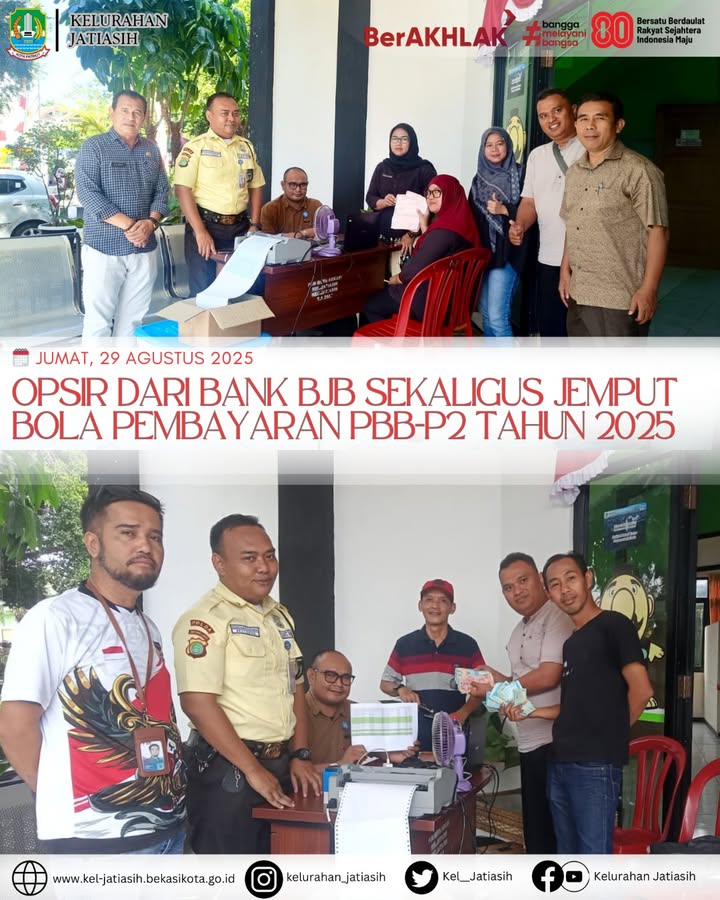 KELURAHAN
JATIASIH
BerAKHLAK
#bangga
melayani
bangsa
80
Bersatu Berdaulat
Rakyat Sejahtera
Indonesia Maju
JUMAT, 29 AGUSTUS 2025
OPSIR DARI BANK BJB SEKALIGUS JEMPUT
BOLA PEMBAYARAN PBB-P2 TAHUN 2025
www.kel-jatiasih.bekasikota.go.id
kelurahan_jatiasih
Kel__Jatiasih
Kelurahan Jatiasih